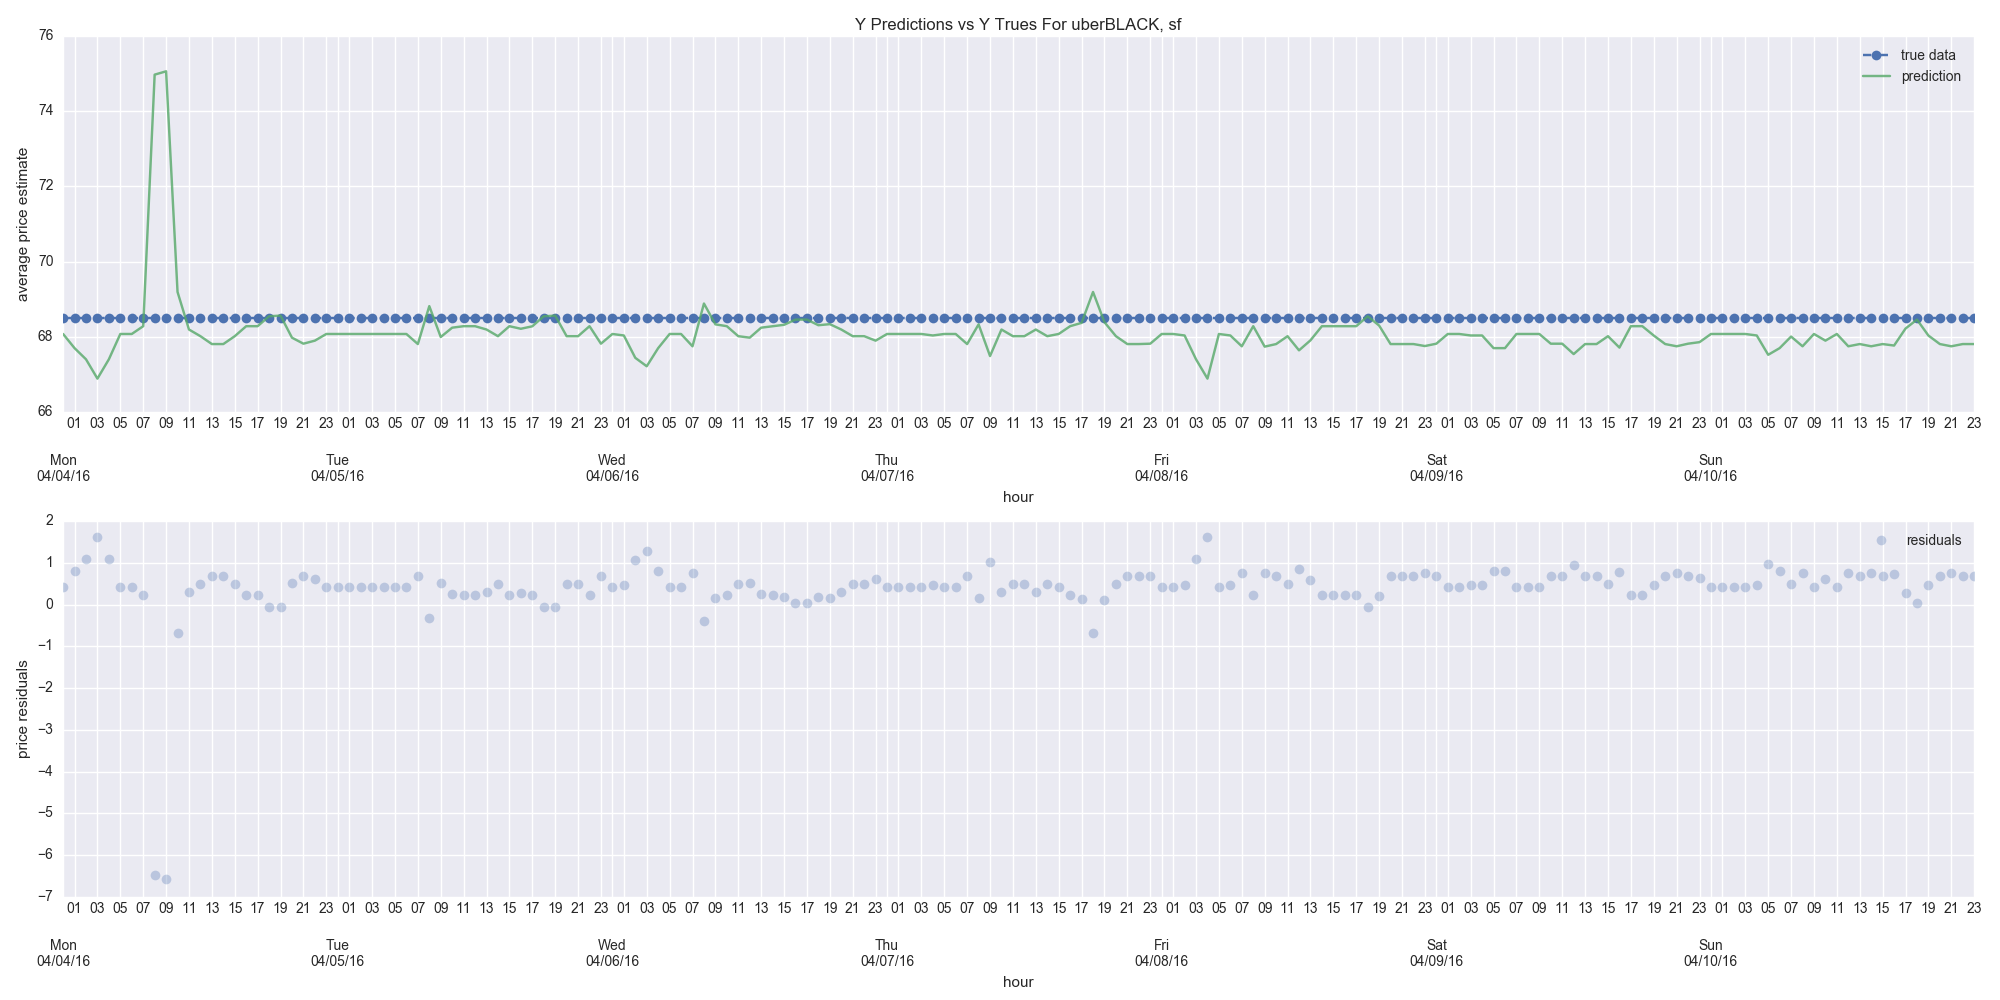 Y Predictions vs Y Trues For uberBLACK, sf
76
74
72
70
68
66
average price estimate
true data
prediction
01 03 05 07 09 11 13 15 17 19 21 23 01 03 05 07 09 11 13 15 17 19 21 23 01 03 05 07 09 11 13 15 17 19 21 23 01 03 05 07 09 11 13 15 17 19 21 23 01 03 05 07 09 11 13 15 17 19 21 23 01 03 05 07 09 11 13 15 17 19 21 23 01 03 05 07 09 11 13 15 17 19 21 23
Mon Tue Wed Thu Fri Sat Sun
04/04/16 04/05/16 04/06/16 04/07/16 04/08/16 04/09/16 04/10/16
hour
2
1
0
−1
−2
−3
−4
−5
−6
−7
price residuals
residuals
01 03 05 07 09 11 13 15 17 19 21 23 01 03 05 07 09 11 13 15 17 19 21 23 01 03 05 07 09 11 13 15 17 19 21 23 01 03 05 07 09 11 13 15 17 19 21 23 01 03 05 07 09 11 13 15 17 19 21 23 01 03 05 07 09 11 13 15 17 19 21 23 01 03 05 07 09 11 13 15 17 19 21 23
Mon Tue Wed Thu Fri Sat Sun
04/04/16 04/05/16 04/06/16 04/07/16 04/08/16 04/09/16 04/10/16
hour